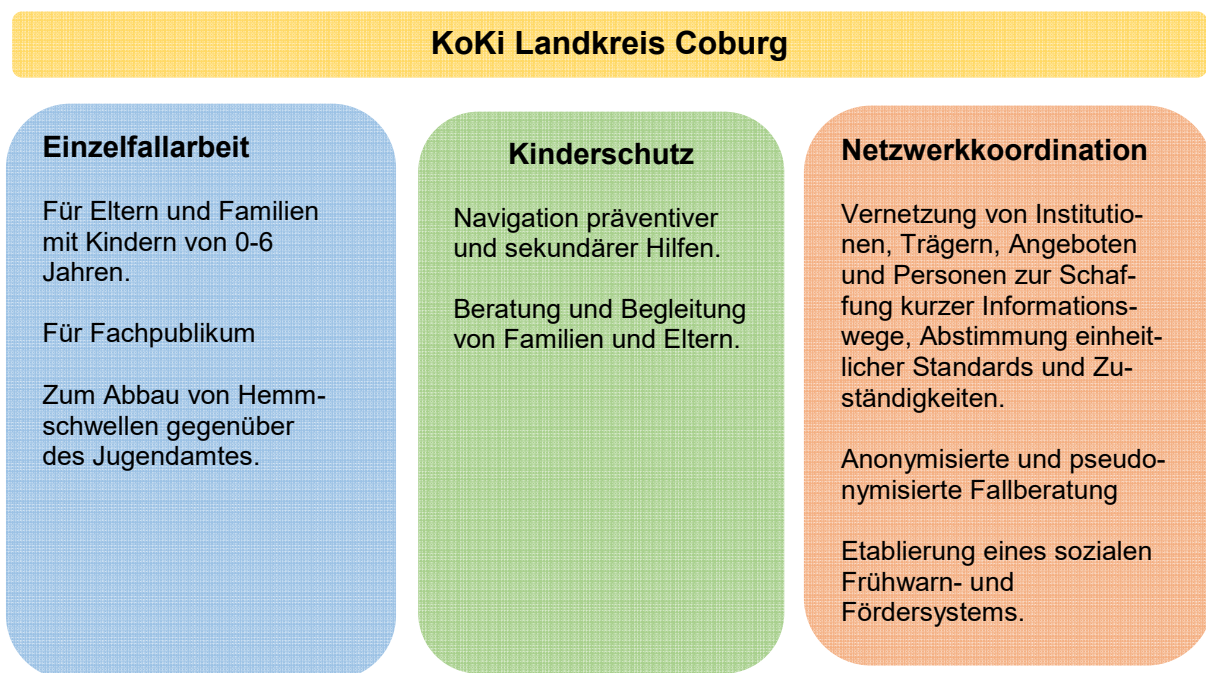 KoKi Landkreis Coburg
Einzelfallarbeit
Für Eltern und Familien
mit Kindern von 0-6
Jahren.
Für Fachpublikum
Zum Abbau von Hemm-
schwellen gegenüber
des Jugendamtes.
Kinderschutz
Navigation präventiver
und sekundärer Hilfen.
Beratung und Begleitung
von Familien und Eltern.
Netzwerkkoordination
Vernetzung von Institutio-
nen, Trägern, Angeboten
und Personen zur Schaf-
fung kurzer Informations-
wege, Abstimmung einheit-
licher Standards und Zu-
ständigkeiten.
Anonymisierte und pseudo-
nymisierte Fallberatung
Etablierung eines sozialen
Frühwarn- und
Fördersystems.